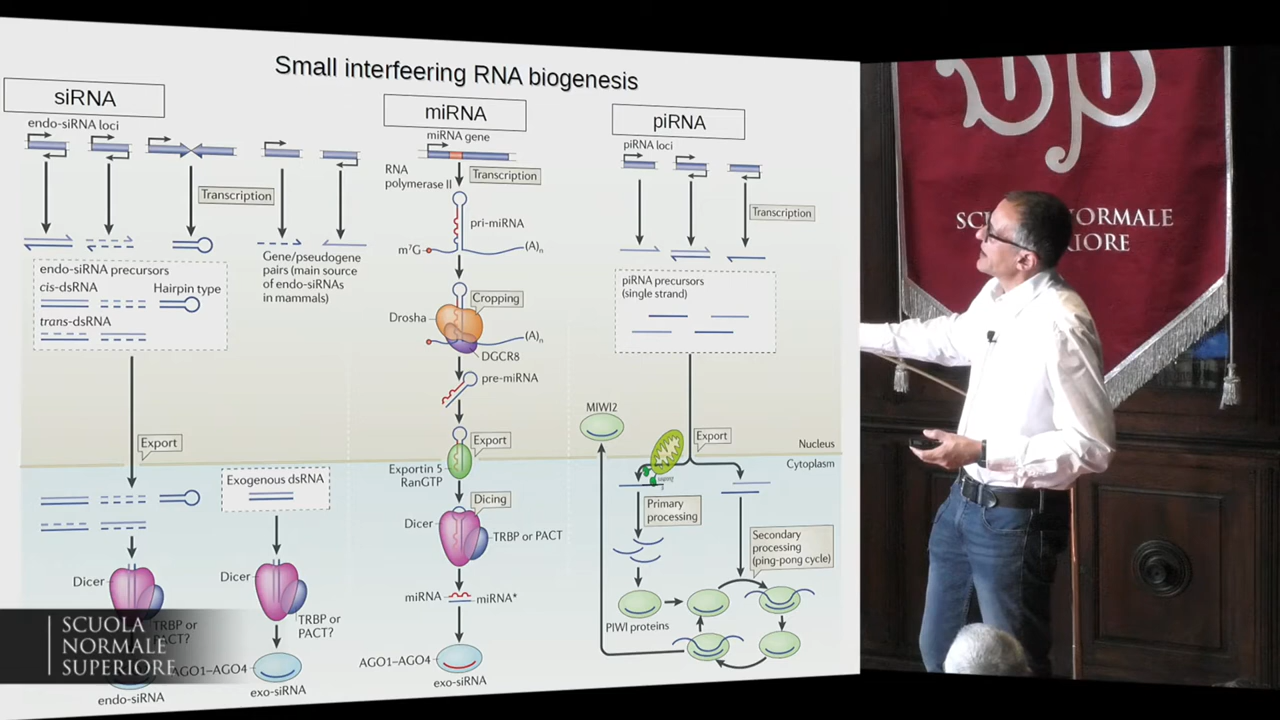 Small interfeering RNA biogenesis
siRNA
endo-siRNA loci
Transcription
endo-siRNA precursors
cis-dsRNA
Hairpin type
trans-dsRNA
Gene/pseudogene
pairs (main source
of endo-siRNAs
in mammals)
Export
Exogenous dsRNA
Dicer
TRBP or
PACT?
AGO1–AGO4
endo-siRNA
Dicer
TRBP or
PACT?
exo-siRNA
miRNA
miRNA gene
RNA
polymerase II
Transcription
pri-miRNA
m⁷G
(A)n
Cropping
Drosha
(A)n
DGCR8
pre-miRNA
Export
Exportin 5
RanGTP
Dicing
Dicer
TRBP or PACT
miRNA
miRNA*
AGO1–AGO4
exo-siRNA
piRNA
piRNA loci
Transcription
piRNA precursors
(single strand)
MIWI2
Export
Nucleus
Cytoplasm
Primary
processing
Secondary
processing
(ping-pong cycle)
PIWI proteins
SCUOLA
NORMALE
SUPERIORE
NORMALE